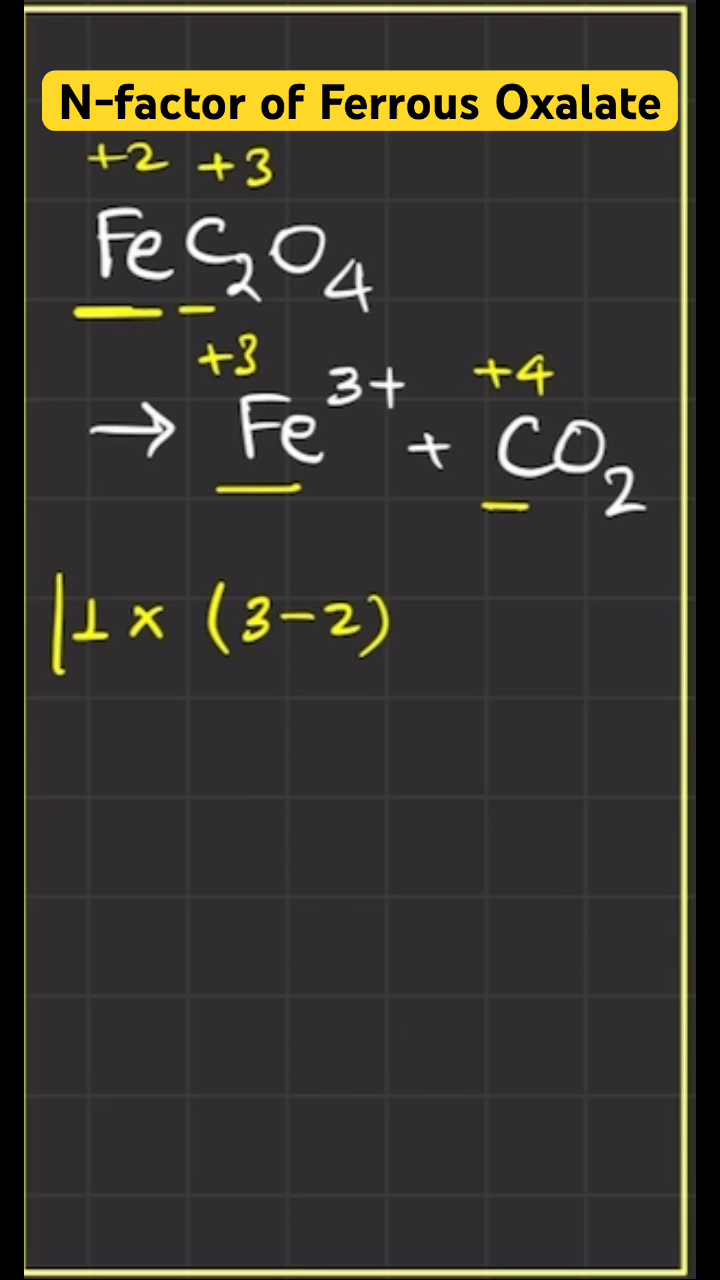 N-factor of Ferrous Oxalate
+2 +3
FeC₂O₄
+3 +4
→ Fe³⁺ + CO₂
|1 × (3-2)